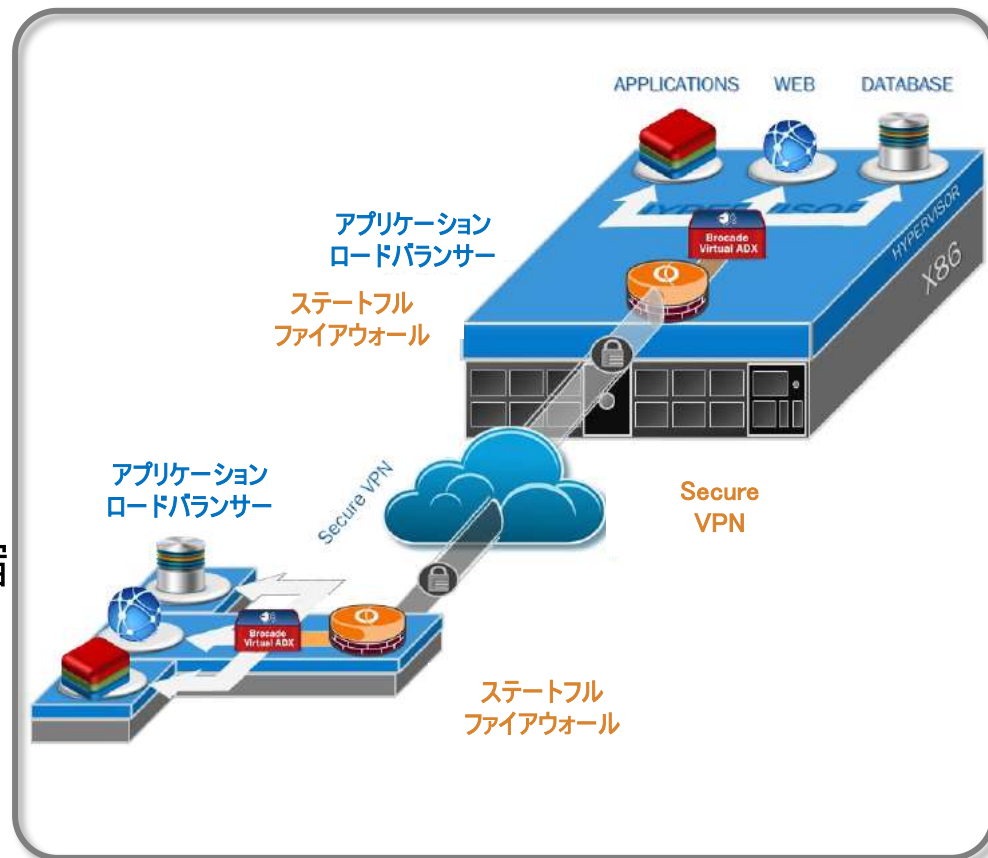 APPLICATIONS WEB DATABASE
アプリケーション
ロードバランサー
HYPERVISOR
Brocade
Virtual ADX
HYPERVISOR
X86
ステートフル
ファイアウォール
アプリケーション
ロードバランサー
Secure VPN
Secure
VPN
Brocade
Virtual ADX
ステートフル
ファイアウォール